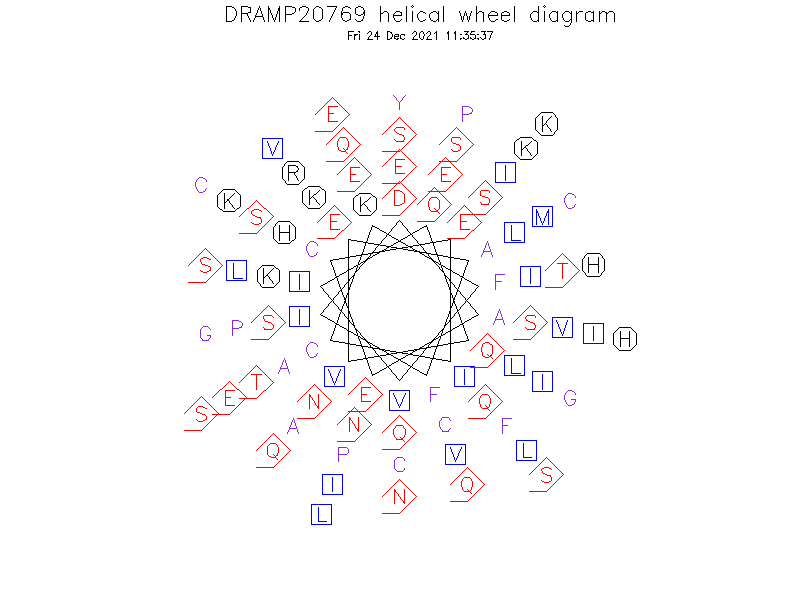 DRAMP20769 helical wheel diagram
Fri 24 Dec 2021 11:35:37
Y
E P
K
S
V Q S K
E
R E E I
C
K K D S C
K Q
S M
E E
H L
C A
S L K I F I T H
G P S I A S V I H
C Q
A L
T V I I
E E V F G
N Q
S
A N Q C F
Q P C V L
S
I Q
N
L